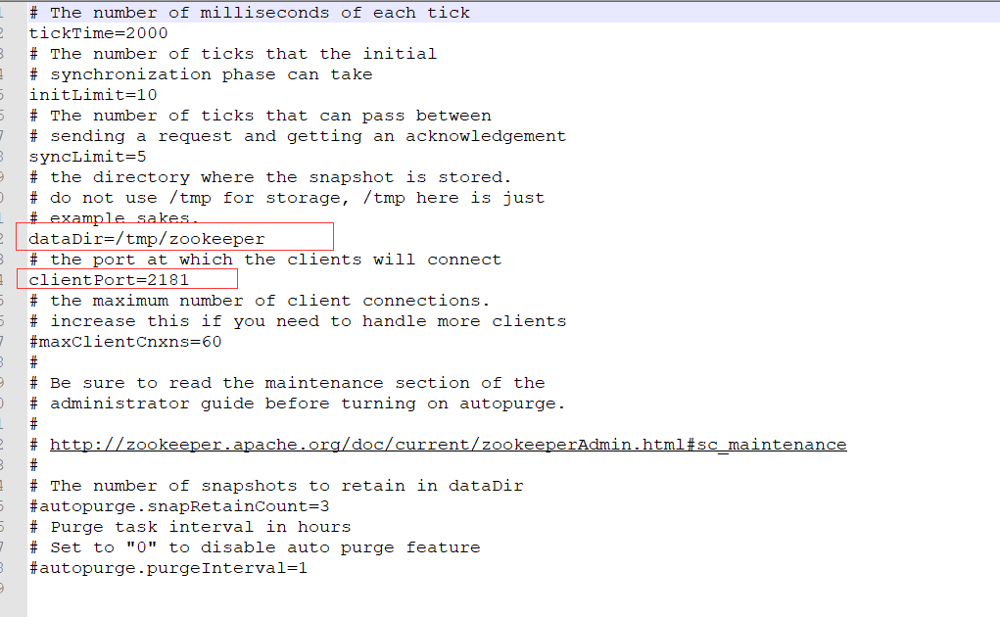 # The number of milliseconds of each tick
tickTime=2000
# The number of ticks that the initial
# synchronization phase can take
initLimit=10
# The number of ticks that can pass between
# sending a request and getting an acknowledgement
syncLimit=5
# the directory where the snapshot is stored.
# do not use /tmp for storage, /tmp here is just
# example sakes.
dataDir=/tmp/zookeeper
# the port at which the clients will connect
clientPort=2181
# the maximum number of client connections.
# increase this if you need to handle more clients
#maxClientCnxns=60
#
# Be sure to read the maintenance section of the
# administrator guide before turning on autopurge.
#
# http://zookeeper.apache.org/doc/current/zookeeperAdmin.html#sc_maintenance
#
# The number of snapshots to retain in dataDir
#autopurge.snapRetainCount=3
# Purge task interval in hours
# Set to "0" to disable auto purge feature
#autopurge.purgeInterval=1